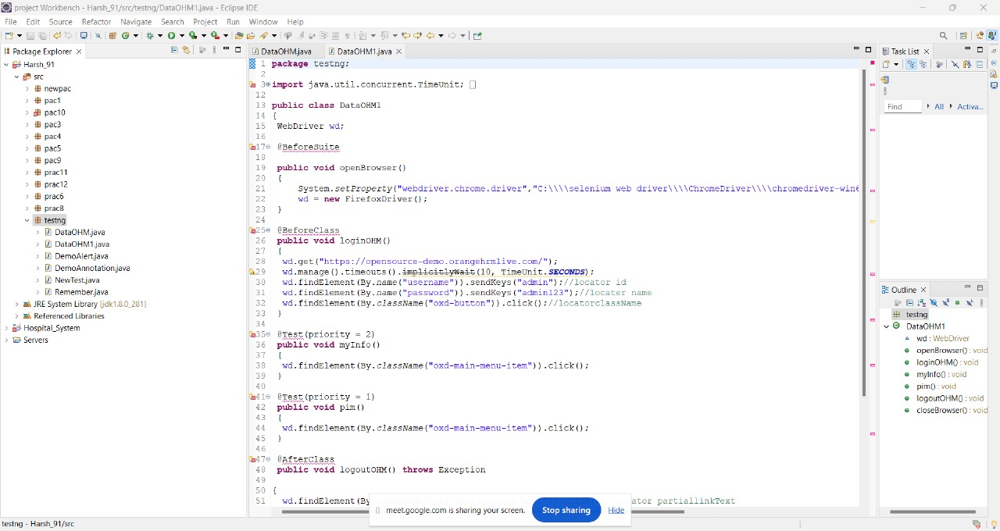 project Workbench - Harsh_91/src/testng/DataOHM1.java - Eclipse IDE
File Edit Source Refactor Navigate Search Project Run Window Help
Package Explorer
Harsh_91
src
newpac
pac1
pac10
pac3
pac4
pac5
pac9
prac11
prac12
prac6
prac8
testng
DataOHM.java
DataOHM1.java
DemoAlert.java
DemoAnnotation.java
NewTest.java
Remember.java
JRE System Library [jdk1.8.0_281]
Referenced Libraries
Hospital_System
Servers
DataOHM.java DataOHM1.java
1 package testng;
2
3 import java.util.concurrent.TimeUnit;
12
13 public class DataOHM1
14 {
15 WebDriver wd;
16
17 @BeforeSuite
18
19 public void openBrowser()
20 {
21 System.setProperty("webdriver.chrome.driver","C:\\\\selenium web driver\\\\ChromeDriver\\\\chromedriver-win6
22 wd = new FirefoxDriver();
23 }
24
25 @BeforeClass
26 public void loginOHM()
27 {
28 wd.get("https://opensource-demo.orangehrmlive.com/");
29 wd.manage().timeouts().implicitlyWait(10, TimeUnit.SECONDS);
30 wd.findElement(By.name("username")).sendKeys("admin");//locator id
31 wd.findElement(By.name("password")).sendKeys("admin123");//locater name
32 wd.findElement(By.className("oxd-button")).click();//locatorclassName
33 }
34
35 @Test(priority = 2)
36 public void myInfo()
37 {
38 wd.findElement(By.className("oxd-main-menu-item")).click();
39 }
40
41 @Test(priority = 1)
42 public void pim()
43 {
44 wd.findElement(By.className("oxd-main-menu-item")).click();
45 }
46
47 @AfterClass
48 public void logoutOHM() throws Exception
49
50 {
51 wd.findElement(By ator partiallinkText
meet.google.com is sharing your screen. Stop sharing Hide
Task List
Find All Activa...
Outline
testng
DataOHM1
wd : WebDriver
openBrowser() : void
loginOHM() : void
myInfo() : void
pim() : void
logoutOHM() : void
closeBrowser() : void
testng - Harsh_91/src